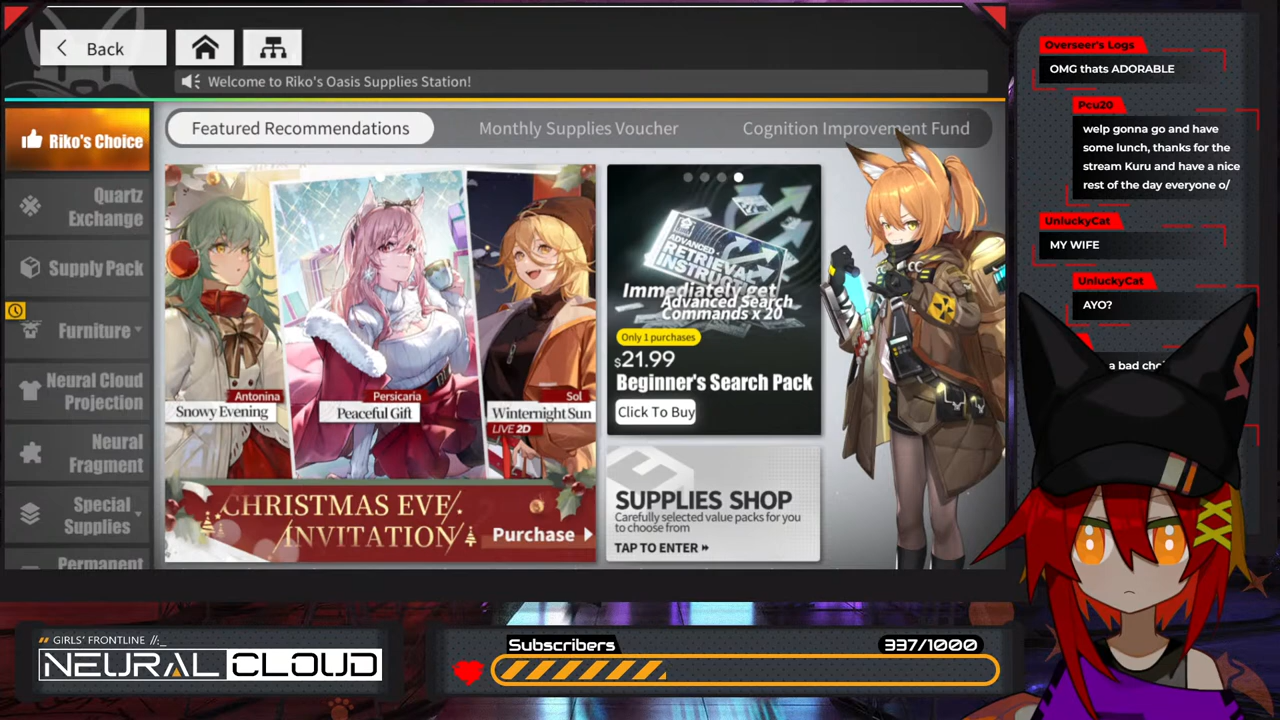 Back
Welcome to Riko's Oasis Supplies Station!
Riko's Choice
Quartz
Exchange
Supply Pack
Furniture
Neural Cloud
Projection
Neural
Fragment
Special
Supplies
Permanent
Featured Recommendations
Monthly Supplies Voucher
Cognition Improvement Fund
Antonina
Snowy Evening
Persicaria
Peaceful Gift
Sol
Winternight Sun
LIVE 2D
CHRISTMAS EVE
INVITATION
Purchase
ADVANCED
RETRIEVAL
Immediately get
Advanced Search
Commands x 20
Only 1 purchases
$21.99
Beginner's Search Pack
Click To Buy
SUPPLIES SHOP
Carefully selected value packs for you
to choose from
TAP TO ENTER
Overseer's Logs
OMG thats ADORABLE
Pcu20
welp gonna go and have
some lunch, thanks for the
stream Kuru and have a nice
rest of the day everyone o/
UnluckyCat
MY WIFE
UnluckyCat
AYO?
a bad
GIRLS' FRONTLINE //:_
NEURAL CLOUD
Subscribers
337/1000